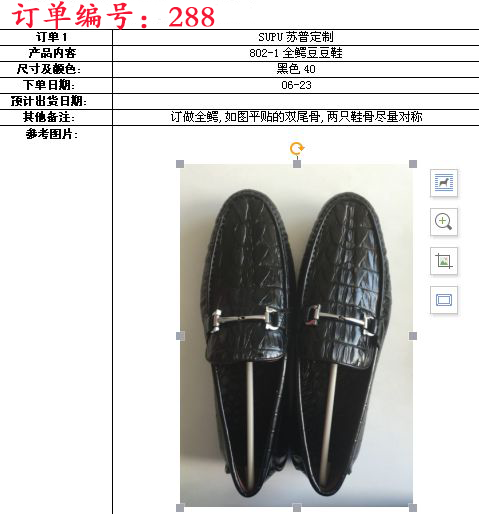 订单编号：288
订单1 SUPU苏普定制
产品内容 802-1全鳄豆豆鞋
尺寸及颜色: 黑色40
下单日期: 06-23
预计出货日期:
其他备注: 订做全鳄,如图平贴的双尾骨,两只鞋骨尽量对称
参考图片: